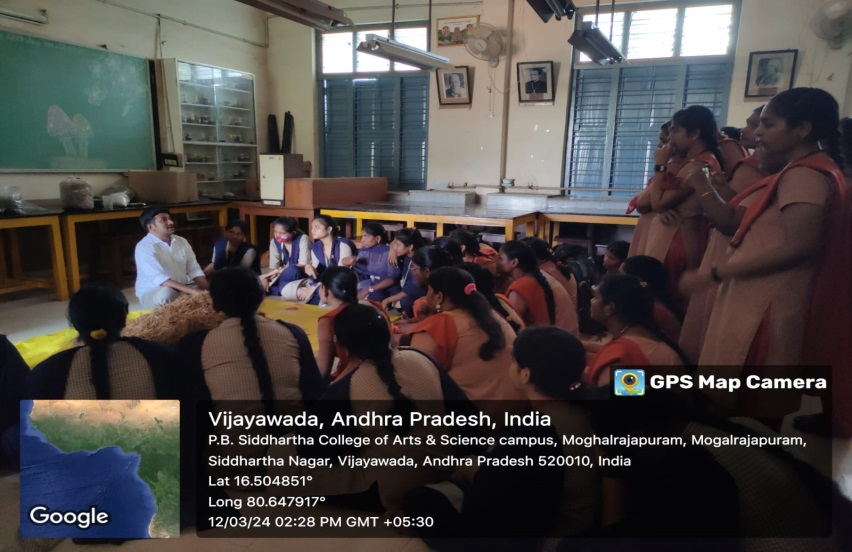 GPS Map Camera
Vijayawada, Andhra Pradesh, India
P.B. Siddhartha College of Arts & Science campus, Moghalrajapuram, Mogalrajapuram,
Siddhartha Nagar, Vijayawada, Andhra Pradesh 520010, India
Lat 16.504851°
Long 80.647917°
12/03/24 02:28 PM GMT +05:30
Google